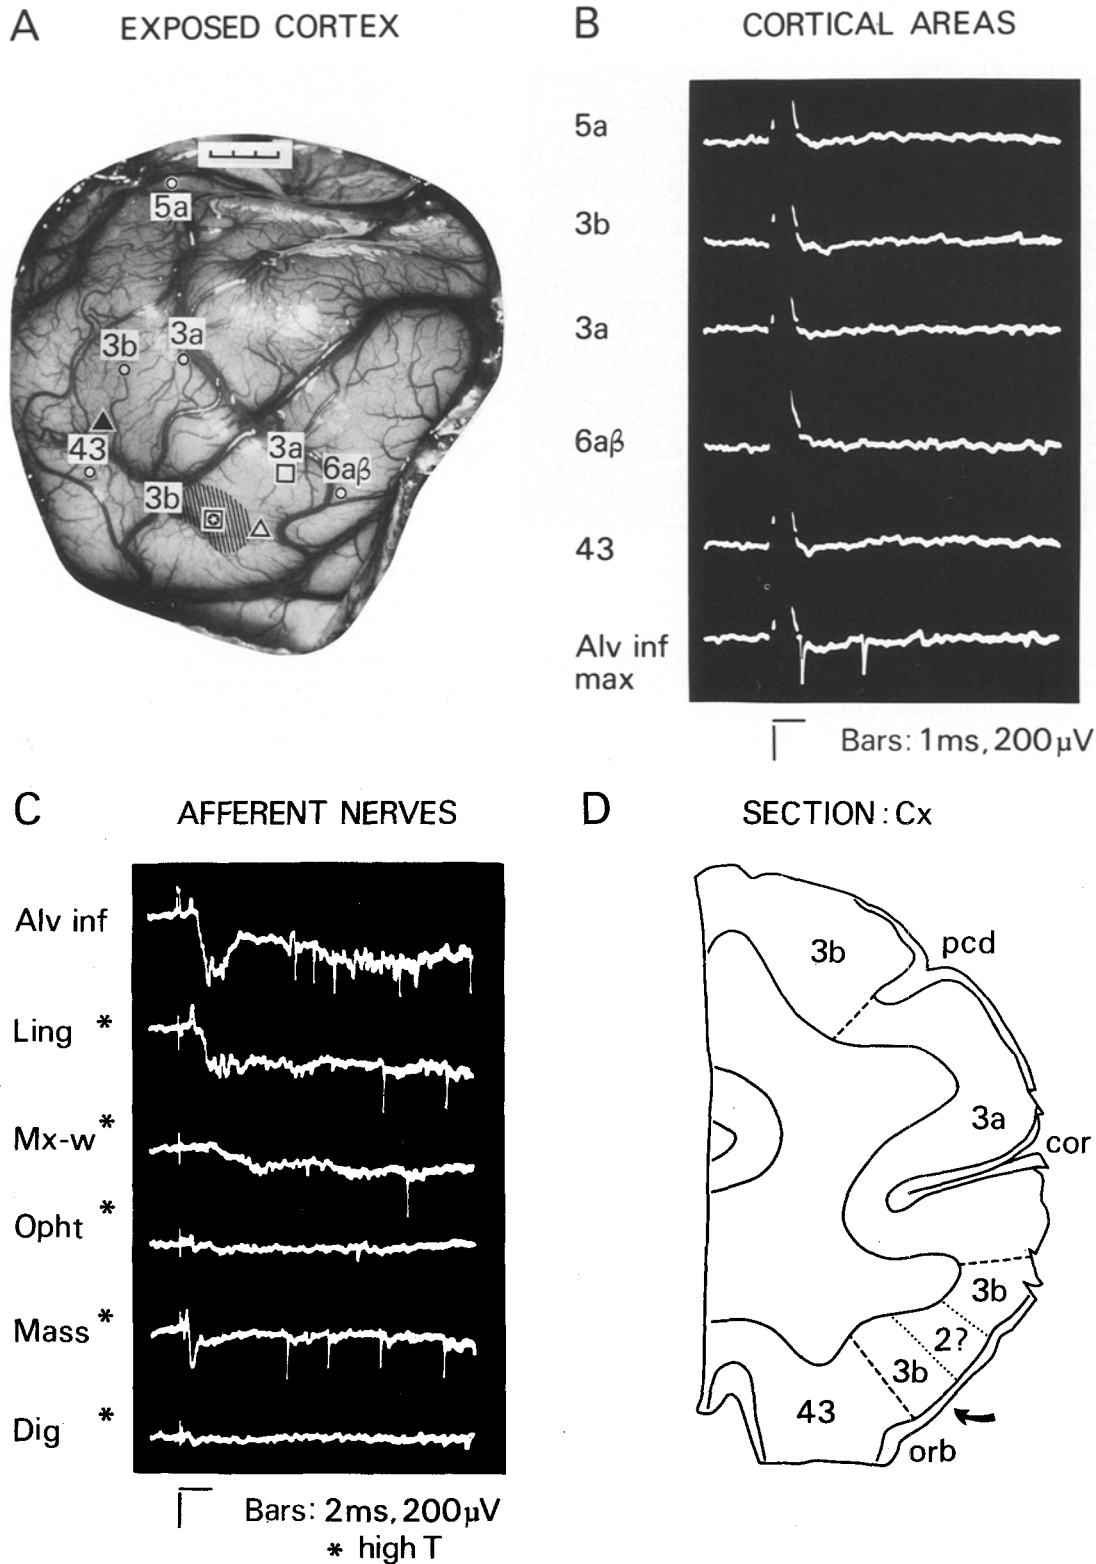 A EXPOSED CORTEX
5a
3b
3a
43
3a
6aβ
3b
B CORTICAL AREAS
5a
3b
3a
6aβ
43
Alv inf
max
Bars: 1ms, 200µV
C AFFERENT NERVES
Alv inf
Ling *
Mx-w *
Opht *
Mass *
Dig *
Bars: 2ms, 200µV
* high T
D SECTION : Cx
3b
pcd
3a
cor
3b
2?
3b
43
orb